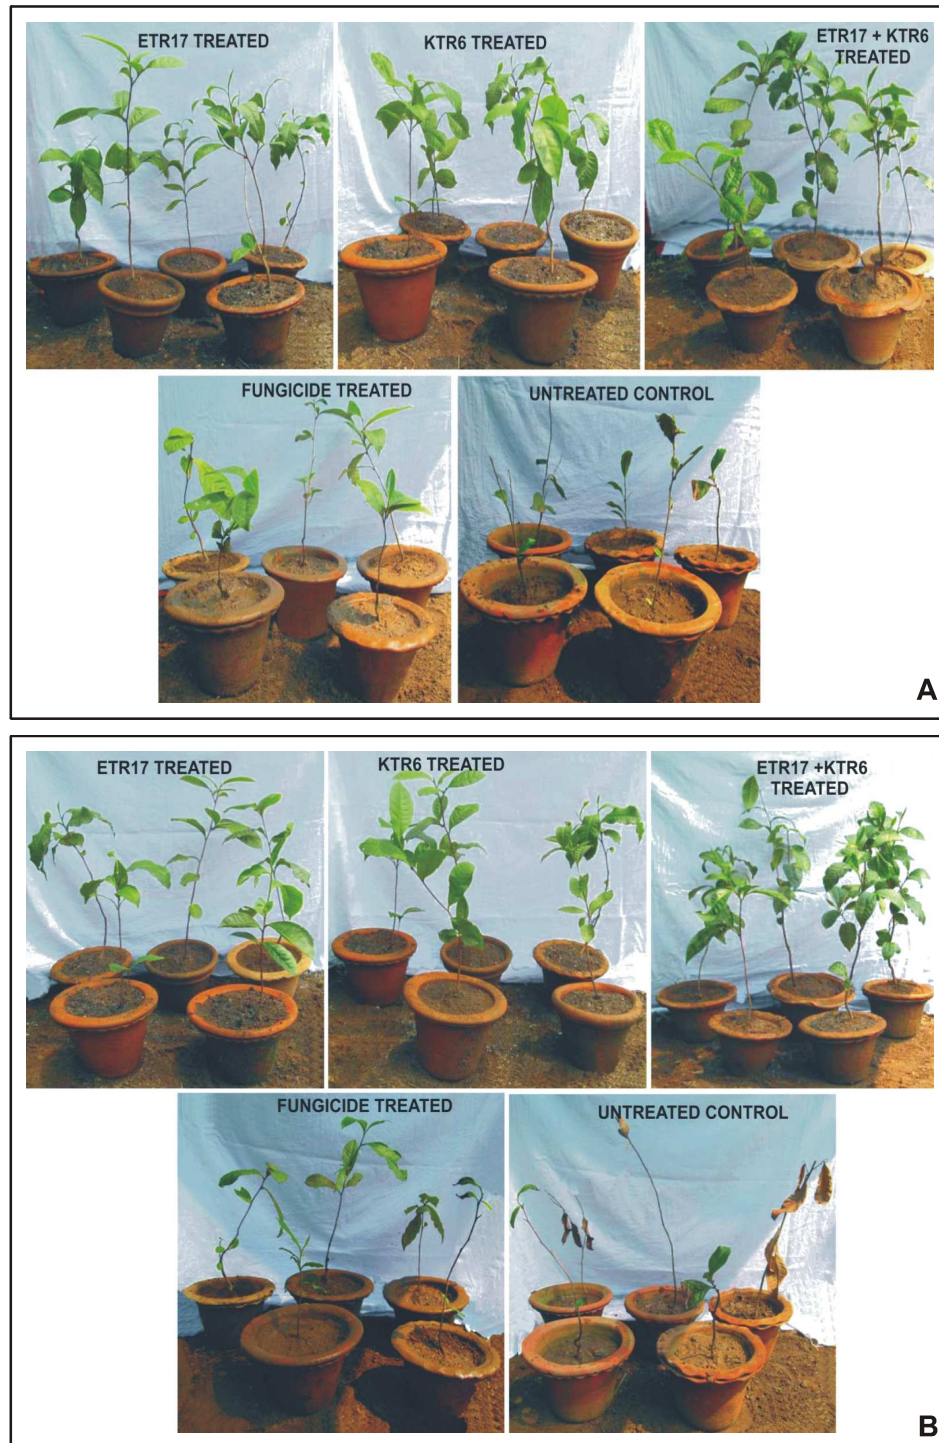 ETR17 TREATED
KTR6 TREATED
ETR17 + KTR6
TREATED
FUNGICIDE TREATED
UNTREATED CONTROL
A
ETR17 TREATED
KTR6 TREATED
ETR17 +KTR6
TREATED
FUNGICIDE TREATED
UNTREATED CONTROL
B